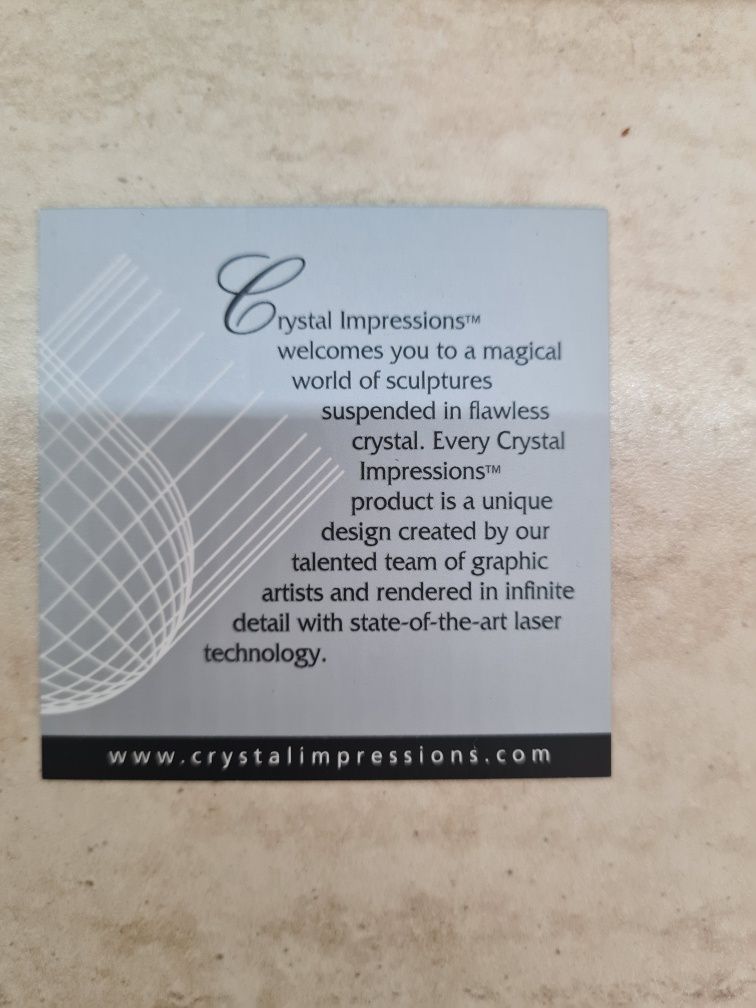 Crystal Impressions™
welcomes you to a magical
world of sculptures
suspended in flawless
crystal. Every Crystal
Impressions™
product is a unique
design created by our
talented team of graphic
artists and rendered in infinite
detail with state-of-the-art laser
technology.
www.crystalimpressions.com